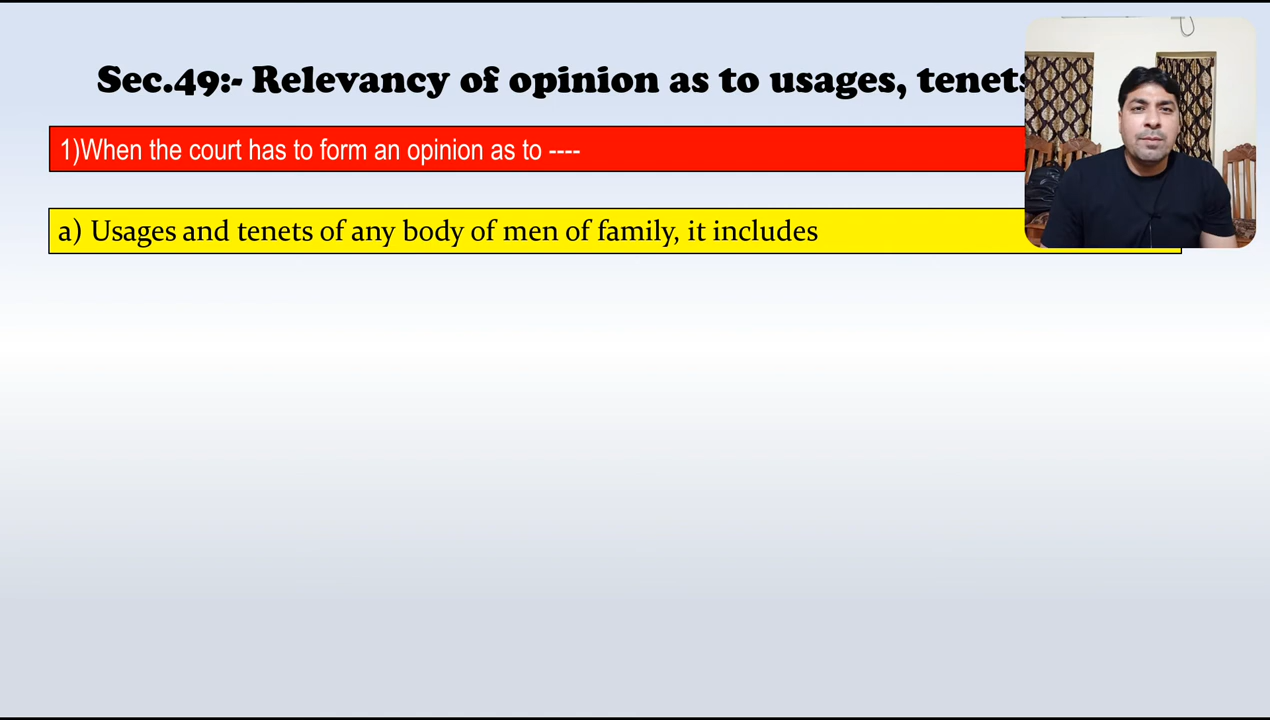 Sec.49:- Relevancy of opinion as to usages, tenets
1)When the court has to form an opinion as to ----
a) Usages and tenets of any body of men of family, it includes